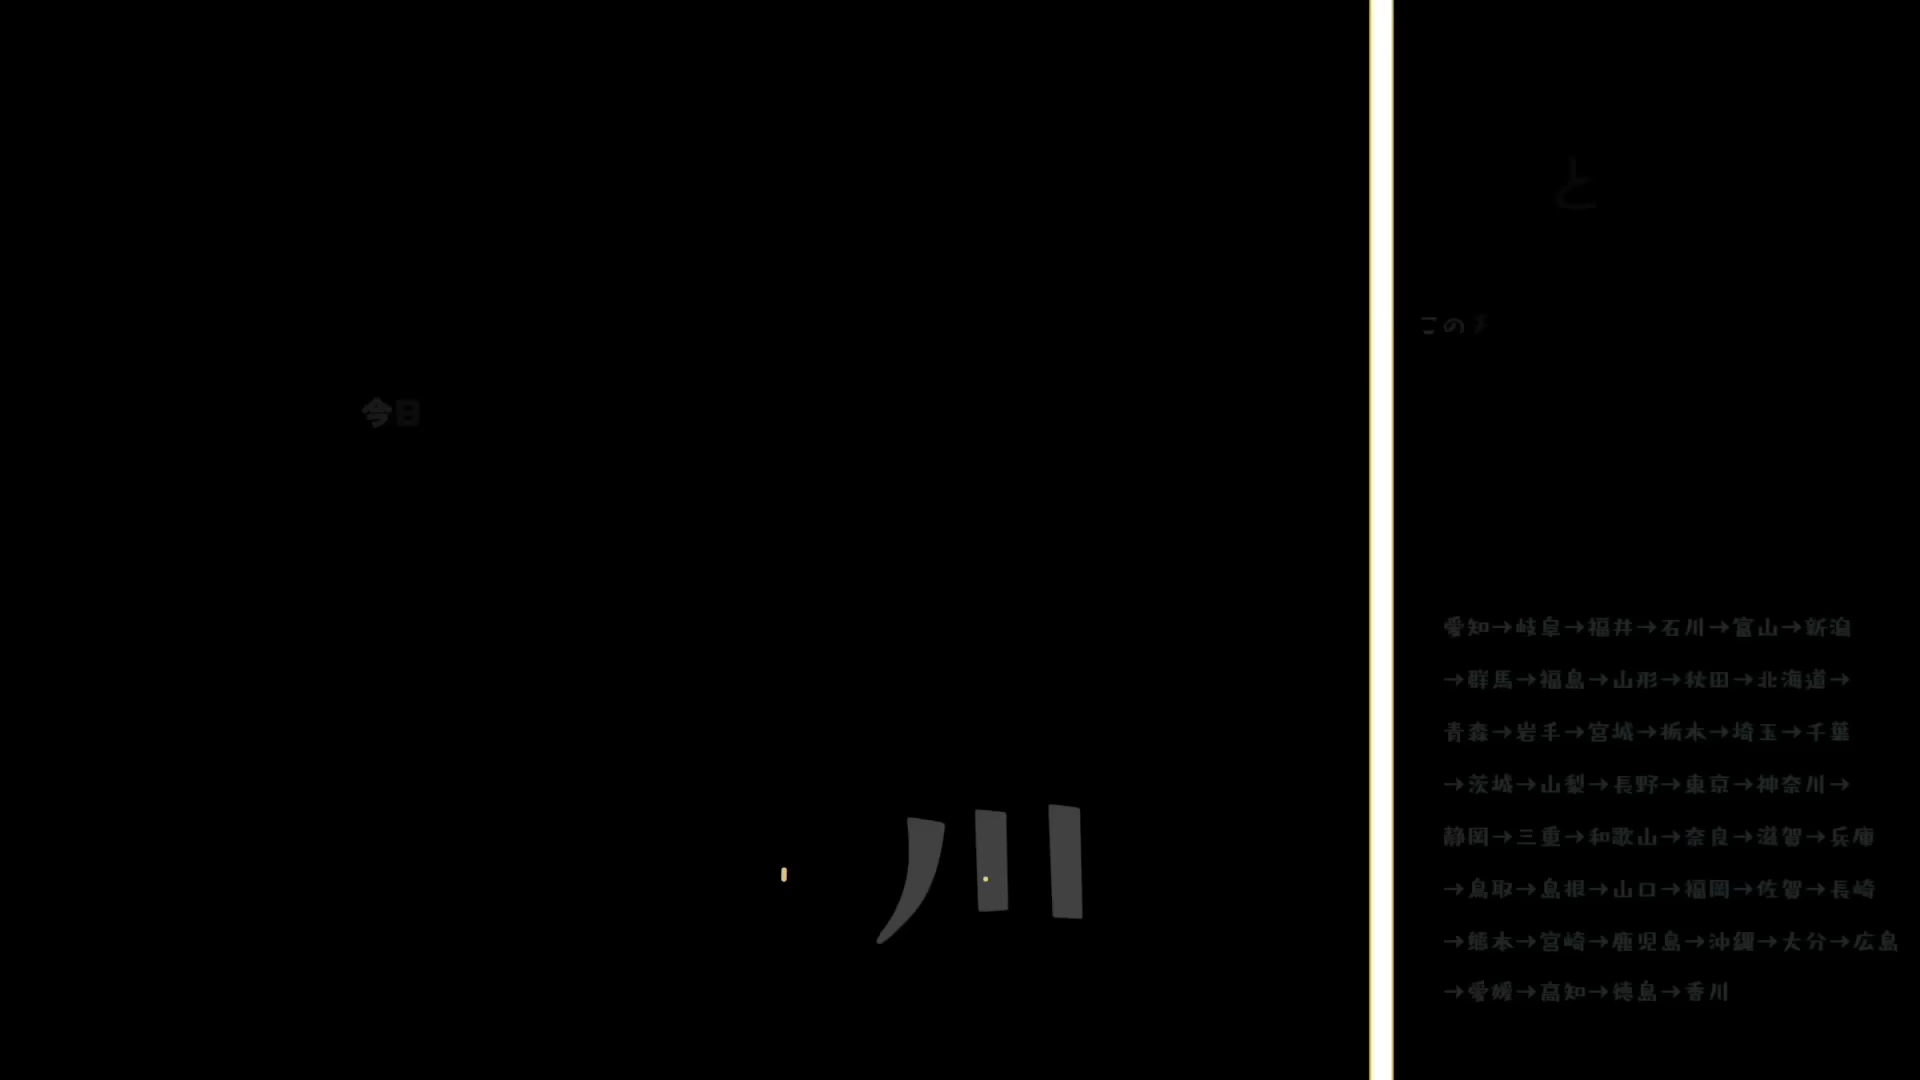 今日
川
と
このチ
愛知→岐阜→福井→石川→富山→新潟
→群馬→福島→山形→秋田→北海道→
青森→岩手→宮城→栃木→埼玉→千葉
→茨城→山梨→長野→東京→神奈川→
静岡→三重→和歌山→奈良→滋賀→兵庫
→鳥取→島根→山口→福岡→佐賀→長崎
→熊本→宮崎→鹿児島→沖縄→大分→広島
→愛媛→高知→徳島→香川